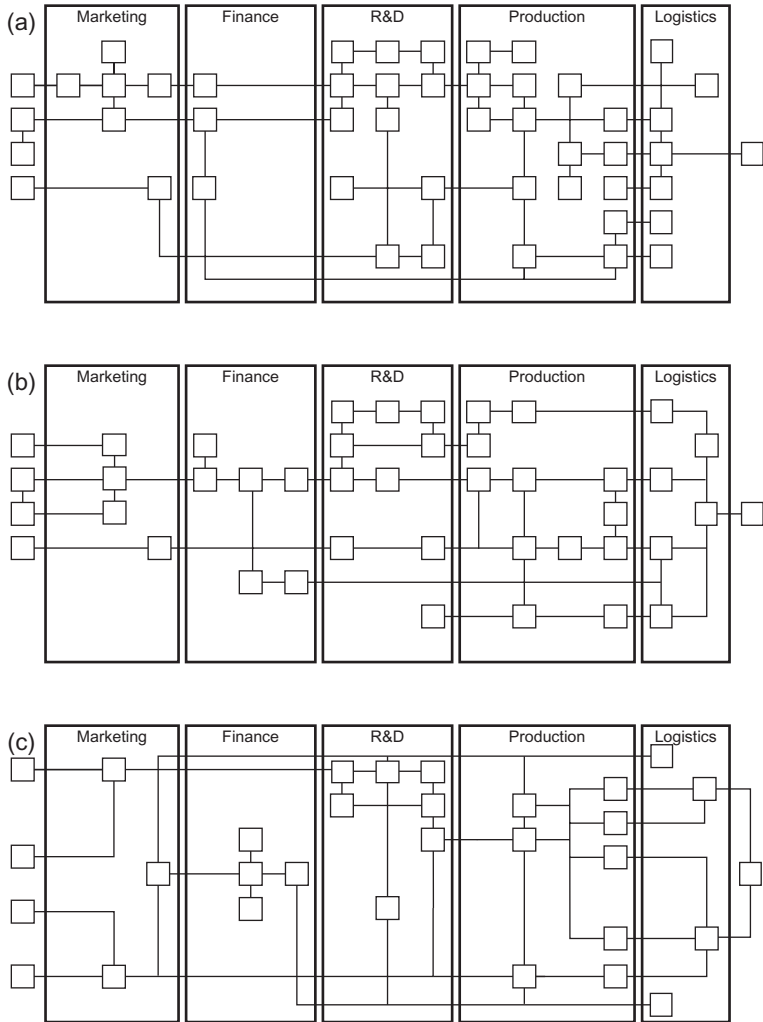 (a) Marketing Finance R&D Production Logistics
(b) Marketing Finance R&D Production Logistics
(c) Marketing Finance R&D Production Logistics